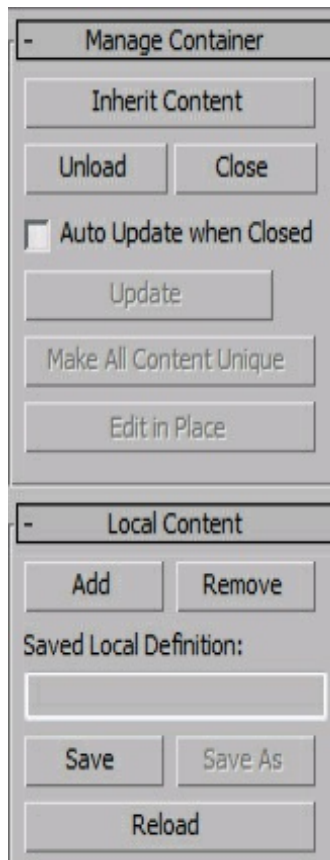 - Manage Container
Inherit Content
Unload Close
Auto Update when Closed
Update
Make All Content Unique
Edit in Place
- Local Content
Add Remove
Saved Local Definition:
Save Save As
Reload